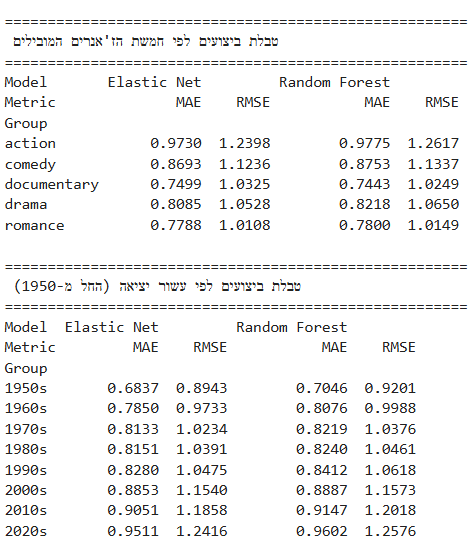 ======================================================
טבלת ביצועים לפי חמשת הז'אנרים המובילים
======================================================
Model       Elastic Net         Random Forest
Metric              MAE    RMSE           MAE    RMSE
Group
action           0.9730  1.2398        0.9775  1.2617
comedy           0.8693  1.1236        0.8753  1.1337
documentary      0.7499  1.0325        0.7443  1.0249
drama            0.8085  1.0528        0.8218  1.0650
romance          0.7788  1.0108        0.7800  1.0149
======================================================
טבלת ביצועים לפי עשור יציאה (החל מ-1950)
======================================================
Model  Elastic Net         Random Forest
Metric         MAE    RMSE           MAE    RMSE
Group
1950s       0.6837  0.8943        0.7046  0.9201
1960s       0.7850  0.9733        0.8076  0.9988
1970s       0.8133  1.0234        0.8219  1.0376
1980s       0.8151  1.0391        0.8240  1.0461
1990s       0.8280  1.0475        0.8412  1.0618
2000s       0.8853  1.1540        0.8887  1.1573
2010s       0.9051  1.1858        0.9147  1.2018
2020s       0.9511  1.2416        0.9602  1.2576